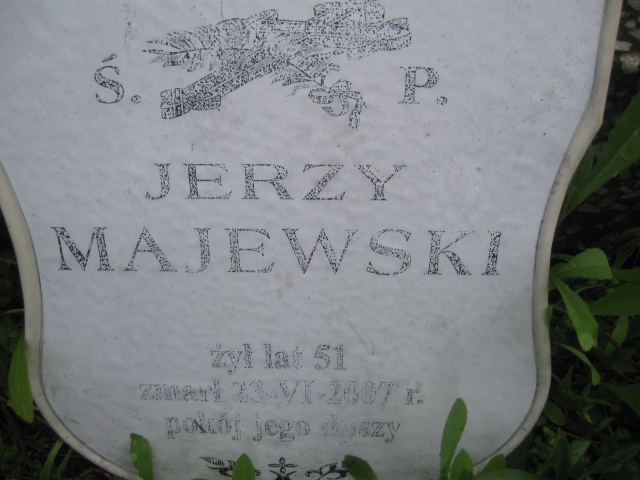 Ś. P.
JERZY
MAJEWSKI
żył lat 51
zmarł 23-VI-2007 r.
pokój jego duszy